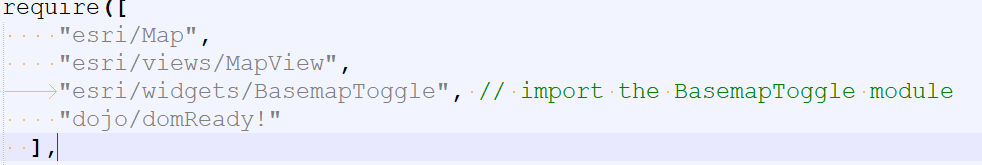 require([
"esri/Map",
"esri/views/MapView",
"esri/widgets/BasemapToggle", // import the BasemapToggle module
"dojo/domReady!"
],